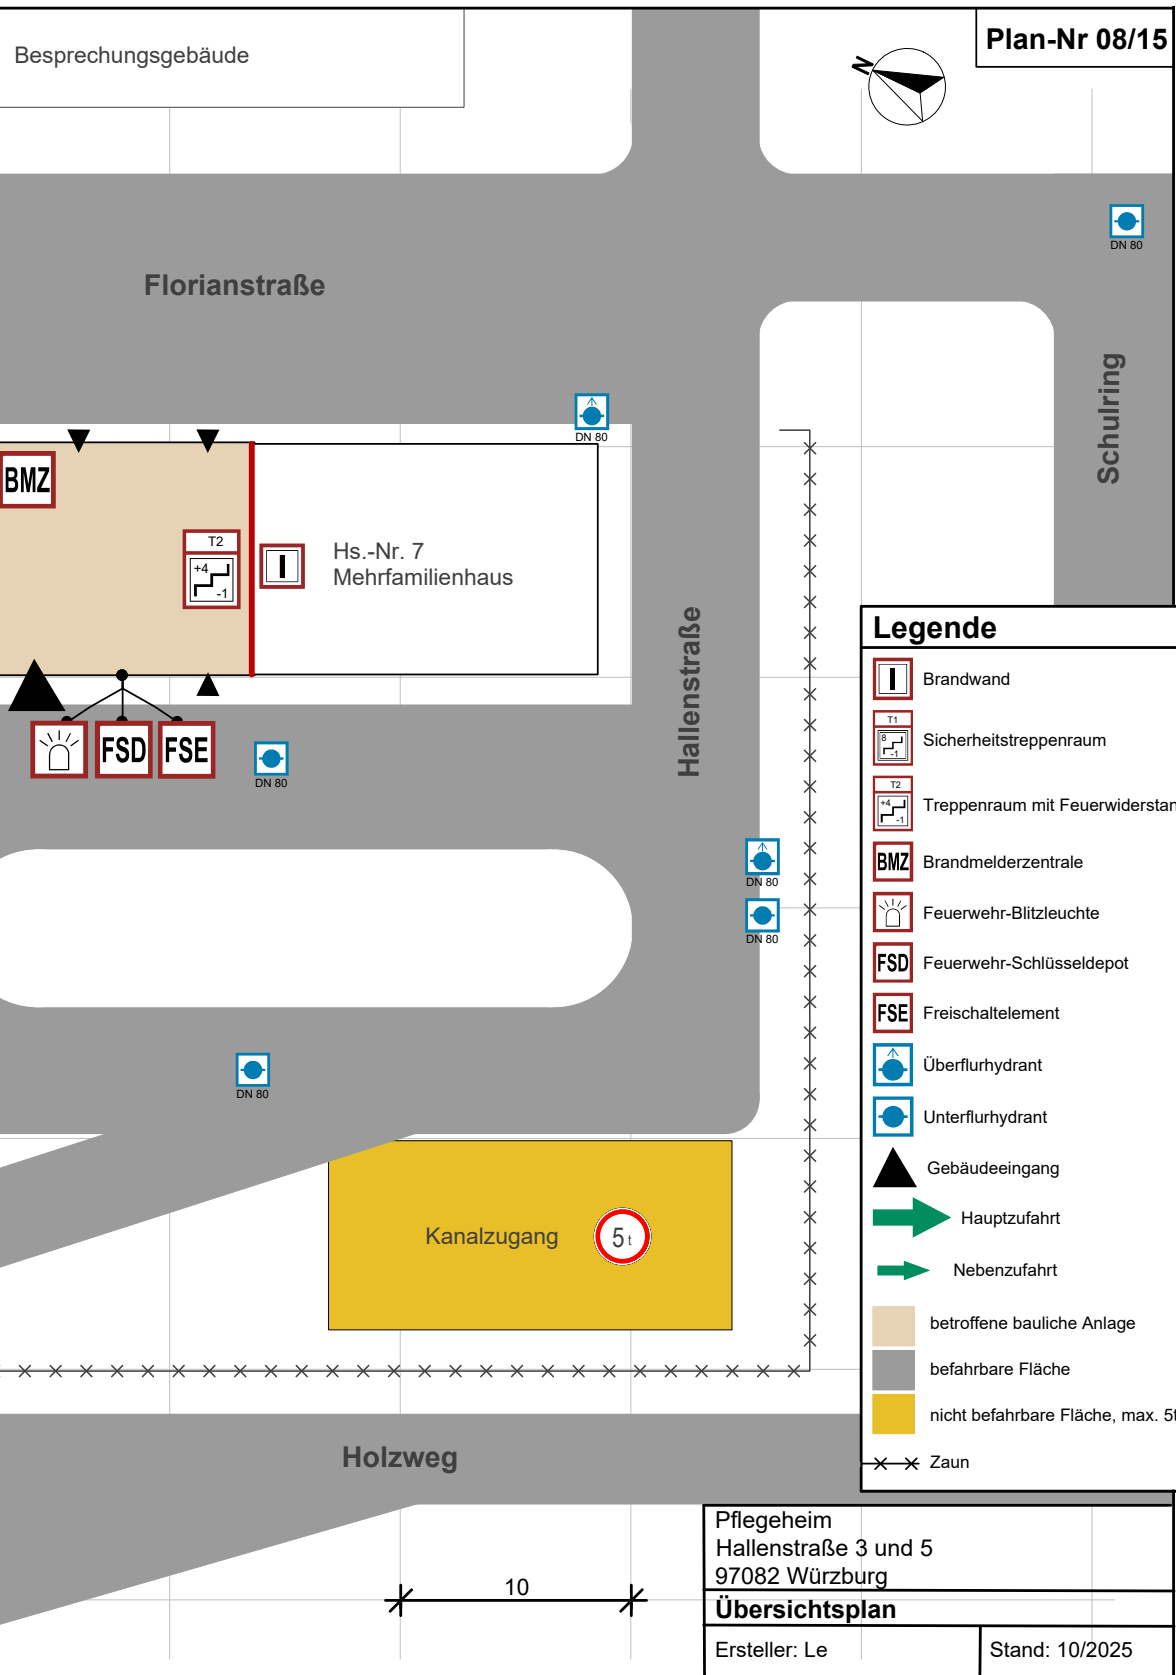 Besprechungsgebäude
N
Plan-Nr 08/15
DN 80
Florianstraße
Schulring
DN 80
BMZ
T2
+4
-1
I
Hs.-Nr. 7
Mehrfamilienhaus
Hallenstraße
FSD
FSE
DN 80
DN 80
DN 80
DN 80
Kanalzugang
5 t
Holzweg
10
Legende
I
Brandwand
T1
8
-1
Sicherheitstreppenraum
T2
+4
-1
Treppenraum mit Feuerwiderstan
BMZ
Brandmelderzentrale
Feuerwehr-Blitzleuchte
FSD
Feuerwehr-Schlüsseldepot
FSE
Freischaltelement
Überflurhydrant
Unterflurhydrant
Gebäudeeingang
Hauptzufahrt
Nebenzufahrt
betroffene bauliche Anlage
befahrbare Fläche
nicht befahrbare Fläche, max. 5t
Zaun
Pflegeheim
Hallenstraße 3 und 5
97082 Würzburg
Übersichtsplan
Ersteller: Le
Stand: 10/2025